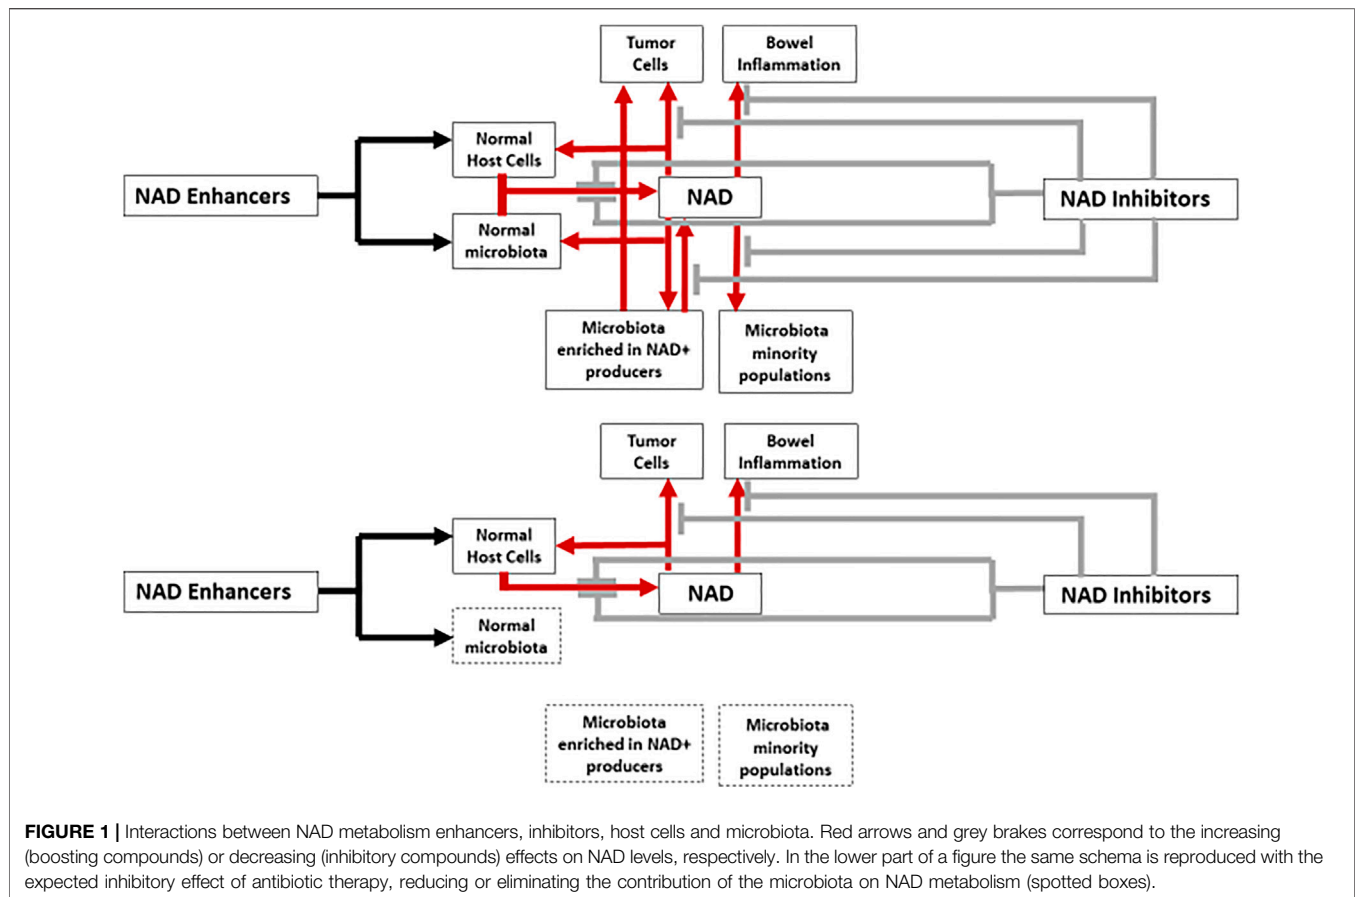 Tumor
Cells
Bowel
Inflammation
Normal
Host Cells
NAD Enhancers
NAD
NAD Inhibitors
Normal
microbiota
Microbiota
enriched in NAD+
producers
Microbiota
minority
populations
Tumor
Cells
Bowel
Inflammation
Normal
Host Cells
NAD Enhancers
NAD
NAD Inhibitors
Normal
microbiota
Microbiota
enriched in NAD+
producers
Microbiota
minority
populations
FIGURE 1 | Interactions between NAD metabolism enhancers, inhibitors, host cells and microbiota. Red arrows and grey brakes correspond to the increasing
(boosting compounds) or decreasing (inhibitory compounds) effects on NAD levels, respectively. In the lower part of a figure the same schema is reproduced with the
expected inhibitory effect of antibiotic therapy, reducing or eliminating the contribution of the microbiota on NAD metabolism (spotted boxes).